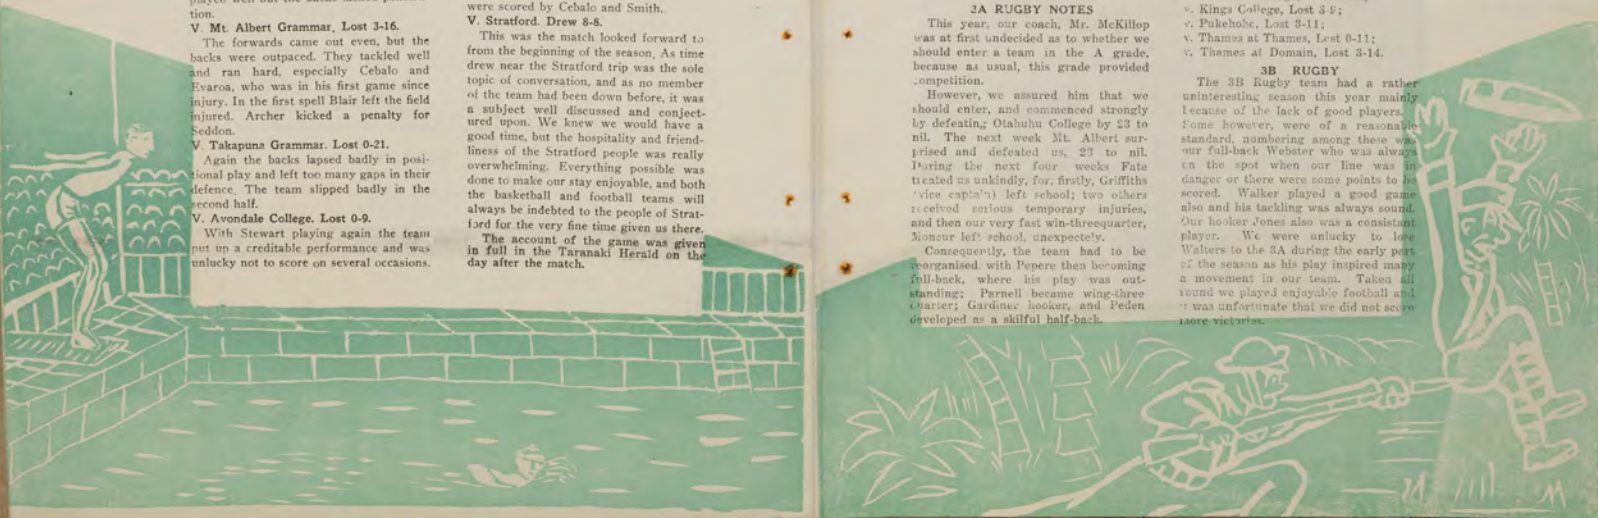 tion.
V. Mt. Albert Grammar, Lost 3-16.
The forwards came out even, but the
backs were outpaced. They tackled well
and ran hard, especially Cebalo and
Evaroa, who was in his first game since
injury. In the first spell Blair left the field
injured. Archer kicked a penalty for
Seddon.
V. Takapuna Grammar. Lost 0-21.
Again the backs lapsed badly in posi-
tional play and left too many gaps in their
defence. The team slipped badly in the
second half.
V. Avondale College. Lost 0-9.
With Stewart playing again the team
put up a creditable performance and was
unlucky not to score on several occasions.
were scored by Cebalo and Smith.
V. Stratford. Drew 8-8.
This was the match looked forward to
from the beginning of the season. As time
drew near the Stratford trip was the sole
topic of conversation, and as no member
of the team had been down before, it was
a subject well discussed and conject-
ured upon. We knew we would have a
good time, but the hospitality and friend-
liness of the Stratford people was really
overwhelming. Everything possible was
done to make our stay enjoyable, and both
the basketball and football teams will
always be indebted to the people of Strat-
ford for the very fine time given us there.
The account of the game was given
in full in the Taranaki Herald on the
day after the match.
3A RUGBY NOTES
This year, our coach, Mr. McKillop
was at first undecided as to whether we
should enter a team in the A grade,
because as usual, this grade provided
competition.
However, we assured him that we
should enter, and commenced strongly
by defeating Otahuhu College by 23 to
nil. The next week Mt. Albert sur-
prised and defeated us, 23 to nil.
During the next four weeks Fate
treated us unkindly, for, firstly, Griffiths
(vice captain) left school; two others
received serious temporary injuries,
and then our very fast win-threequarter,
Moncur left school, unexpectely.
Consequently, the team had to be
reorganised, with Pepere then becoming
full-back, where his play was out-
standing; Parnell became wing-three
quarter; Gardiner hooker, and Peden
developed as a skilful half-back.
v. Kings College, Lost
v. Pukehohe, Lost 3-11;
v. Thames at Thames, Lost 0-11;
v. Thames at Domain, Lost 3-14.
3B RUGBY
The 3B Rugby team had a rather
uninteresting season this year mainly
because of the lack of good players.
Some however, were of a reasonable
standard, numbering among these was
our full-back Webster who was always
on the spot when our line was in
danger or there were some points to be
scored. Walker played a good game
also and his tackling was always sound.
Our hooker Jones also was a consistant
player. We were unlucky to lose
Walters to the 3A during the early part
of the season as his play inspired many
a movement in our team. Taken all
round we played enjoyable football and
it was unfortunate that we did not score
more victories.